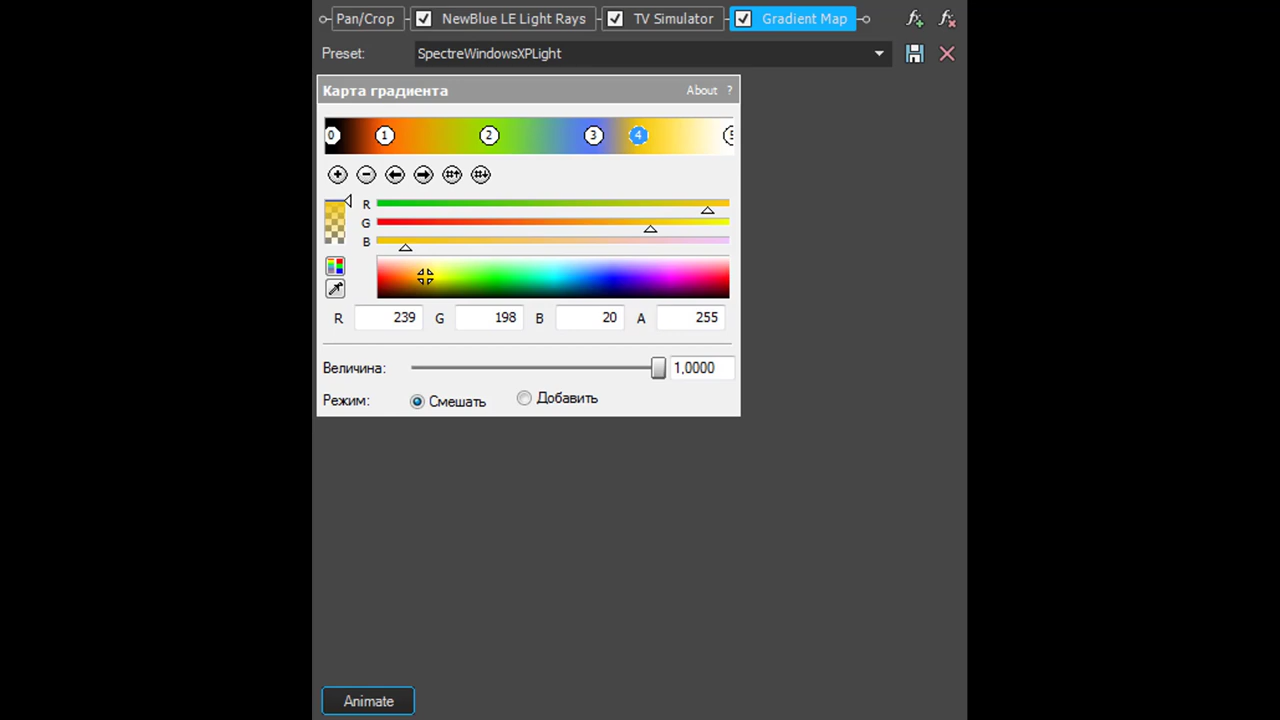 Pan/Crop NewBlue LE Light Rays TV Simulator Gradient Map
Preset: SpectreWindowsXPLight
Карта градиента About ?
0 1 2 3 4 5
R
G
B
R 239 G 198 B 20 A 255
Величина: 1,0000
Режим: Смешать Добавить
Animate